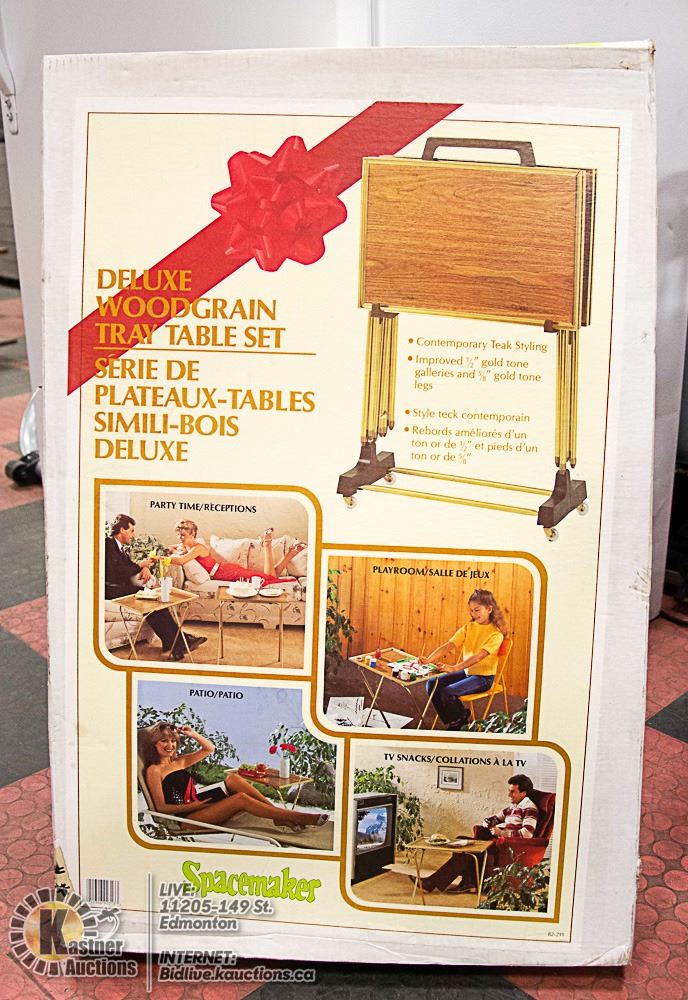 DELUXE
WOODGRAIN
TRAY TABLE SET
SÉRIE DE
PLATEAUX-TABLES
SIMILI-BOIS
DELUXE
• Contemporary Teak Styling
• Improved ½" gold tone
galleries and ⅝" gold tone
legs
• Style teck contemporain
• Rebords améliorés d'un
ton or de ½" et pieds d'un
ton or de ⅝"
PARTY TIME/RECEPTIONS
PLAYROOM/SALLE DE JEUX
PATIO/PATIO
TV SNACKS/COLLATIONS À LA TV
Spacemaker
82-211
Kastner
Auctions
LIVE:
11205-149 St.
Edmonton
INTERNET:
Bidlive.kauctions.ca